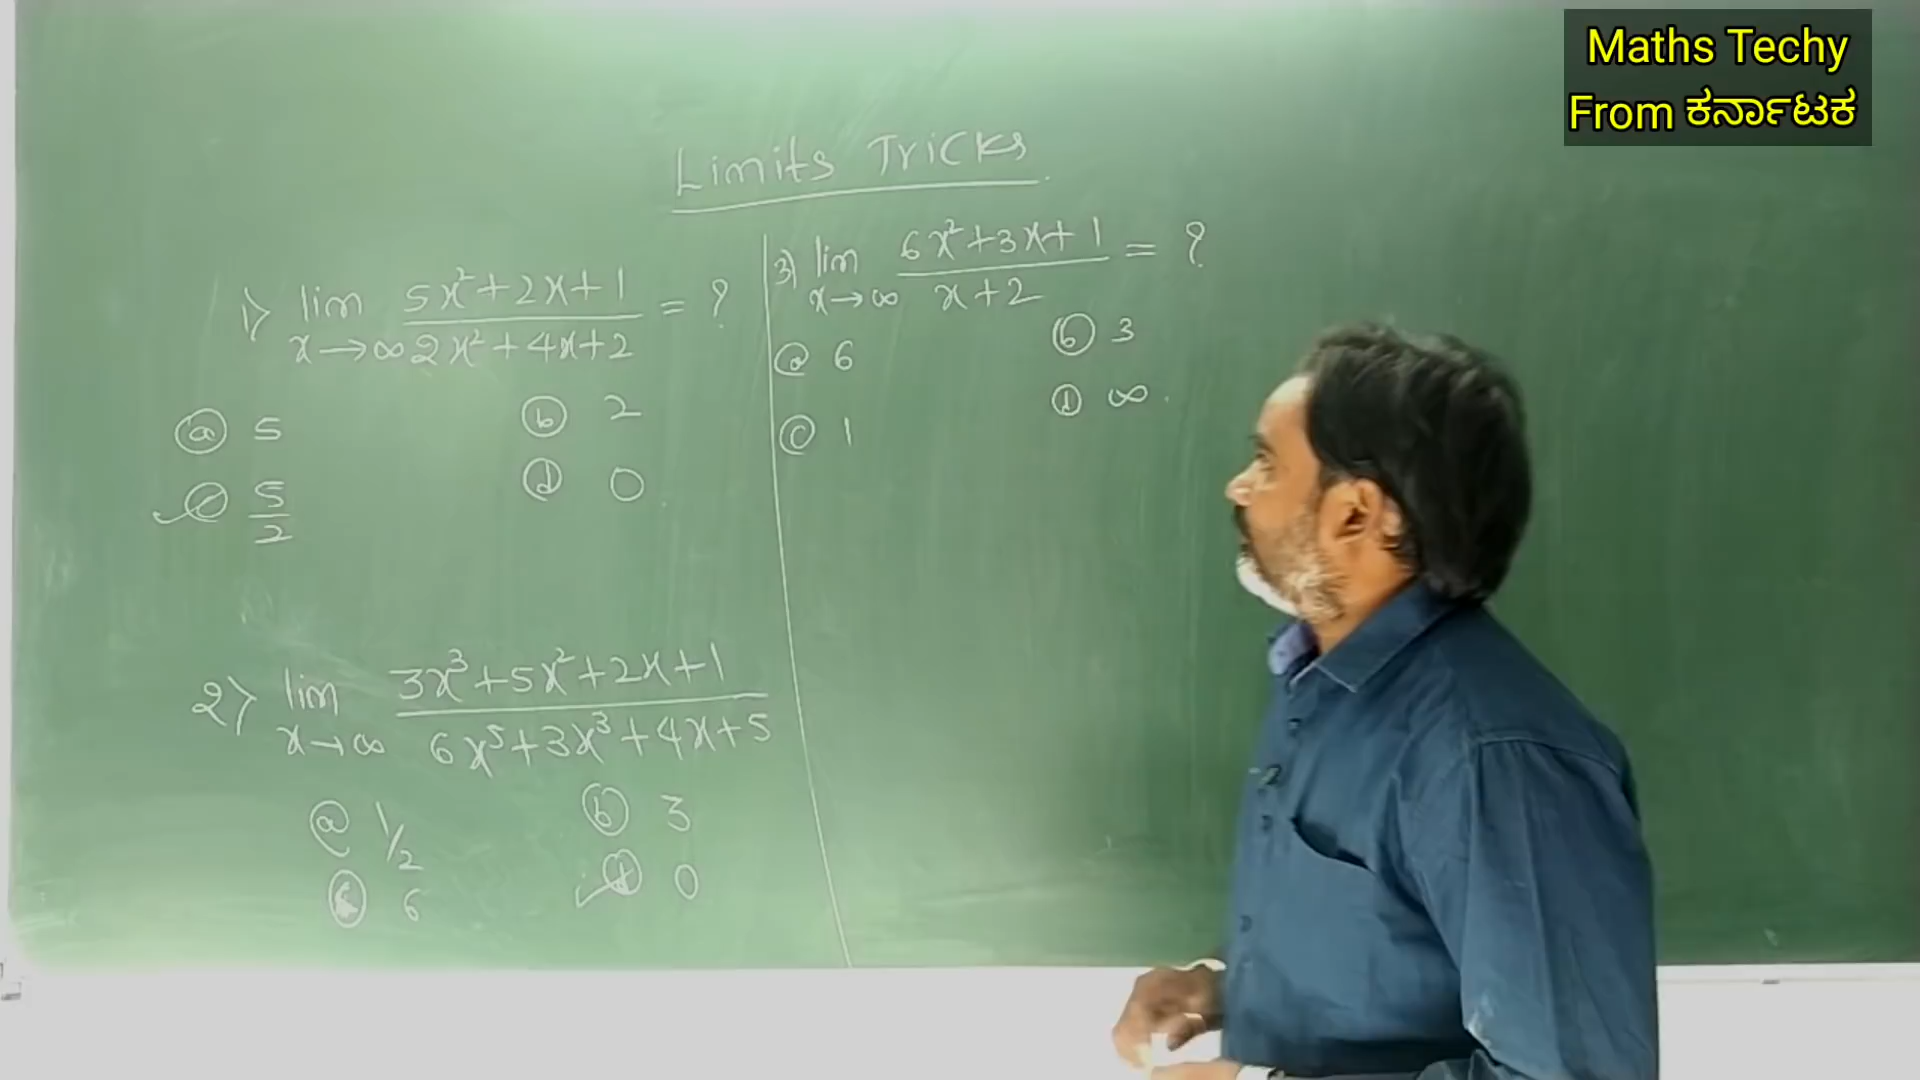 Maths Techy
From ಕರ್ನಾಟಕ
Limits Tricks
1) lim x→∞ (5x²+2x+1)/(2x²+4x+2) = ?
ⓐ 5 ⓑ 2
ⓒ 5/2 ⓓ 0
2) lim x→∞ (3x³+5x²+2x+1)/(6x⁵+3x³+4x+5)
ⓐ 1/2 ⓑ 3
ⓒ 6 ⓓ 0
3) lim x→∞ (6x²+3x+1)/(x+2) = ?
ⓐ 6 ⓑ 3
ⓒ 1 ⓓ ∞.